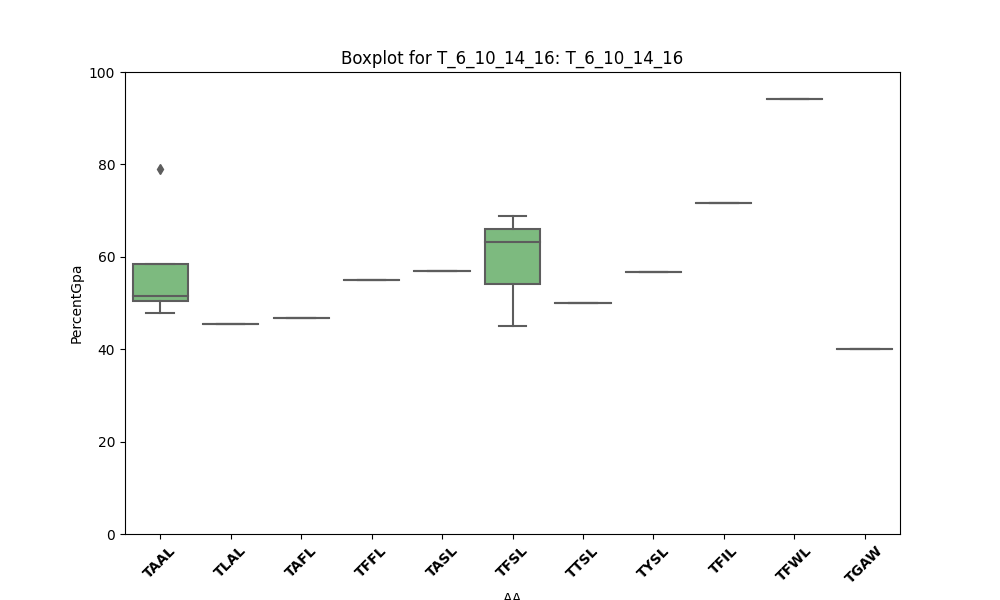 Boxplot for T_6_10_14_16: T_6_10_14_16
100
80
60
40
20
0
PercentGpa
TAAL
TLAL
TAFL
TFFL
TASL
TFSL
TTSL
TYSL
TFIL
TFWL
TGAW
AA